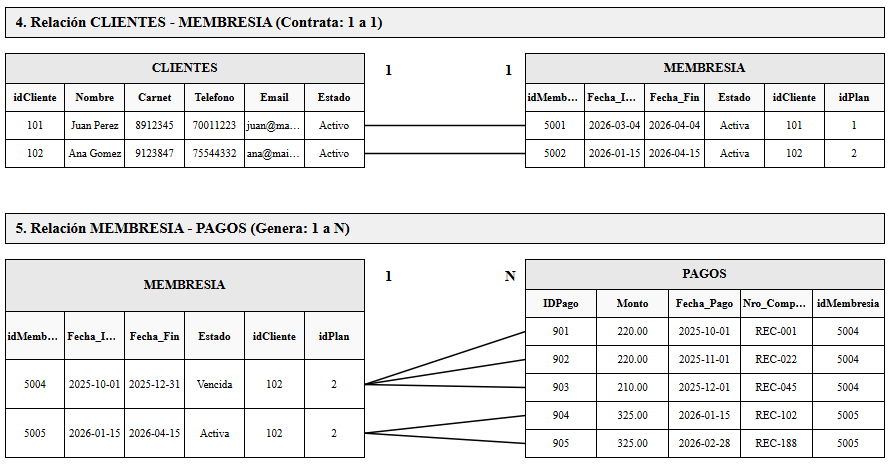 4. Relación CLIENTES - MEMBRESIA (Contrata: 1 a 1)
CLIENTES 1 1 MEMBRESIA
idCliente Nombre Carnet Telefono Email Estado idMemb... Fecha_I... Fecha_Fin Estado idCliente idPlan
101 Juan Perez 8912345 70011223 juan@ma... Activo 5001 2026-03-04 2026-04-04 Activa 101 1
102 Ana Gomez 9123847 75544332 ana@mai... Activo 5002 2026-01-15 2026-04-15 Activa 102 2
5. Relación MEMBRESIA - PAGOS (Genera: 1 a N)
MEMBRESIA
idMemb... Fecha_I... Fecha_Fin Estado idCliente idPlan
5004 2025-10-01 2025-12-31 Vencida 102 2
5005 2026-01-15 2026-04-15 Activa 102 2
1 N
PAGOS
IDPago Monto Fecha_Pago Nro_Comp... idMembresia
901 220.00 2025-10-01 REC-001 5004
902 220.00 2025-11-01 REC-022 5004
903 210.00 2025-12-01 REC-045 5004
904 325.00 2026-01-15 REC-102 5005
905 325.00 2026-02-28 REC-188 5005